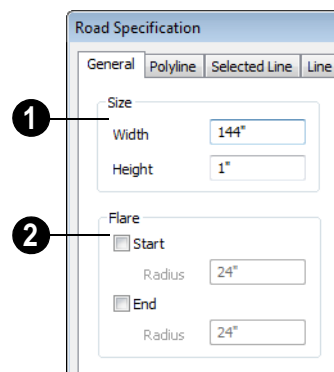 Road Specification
General Polyline Selected Line Line
1
Size
Width 144"
Height 1"
2
Flare
Start
Radius 24"
End
Radius 24"